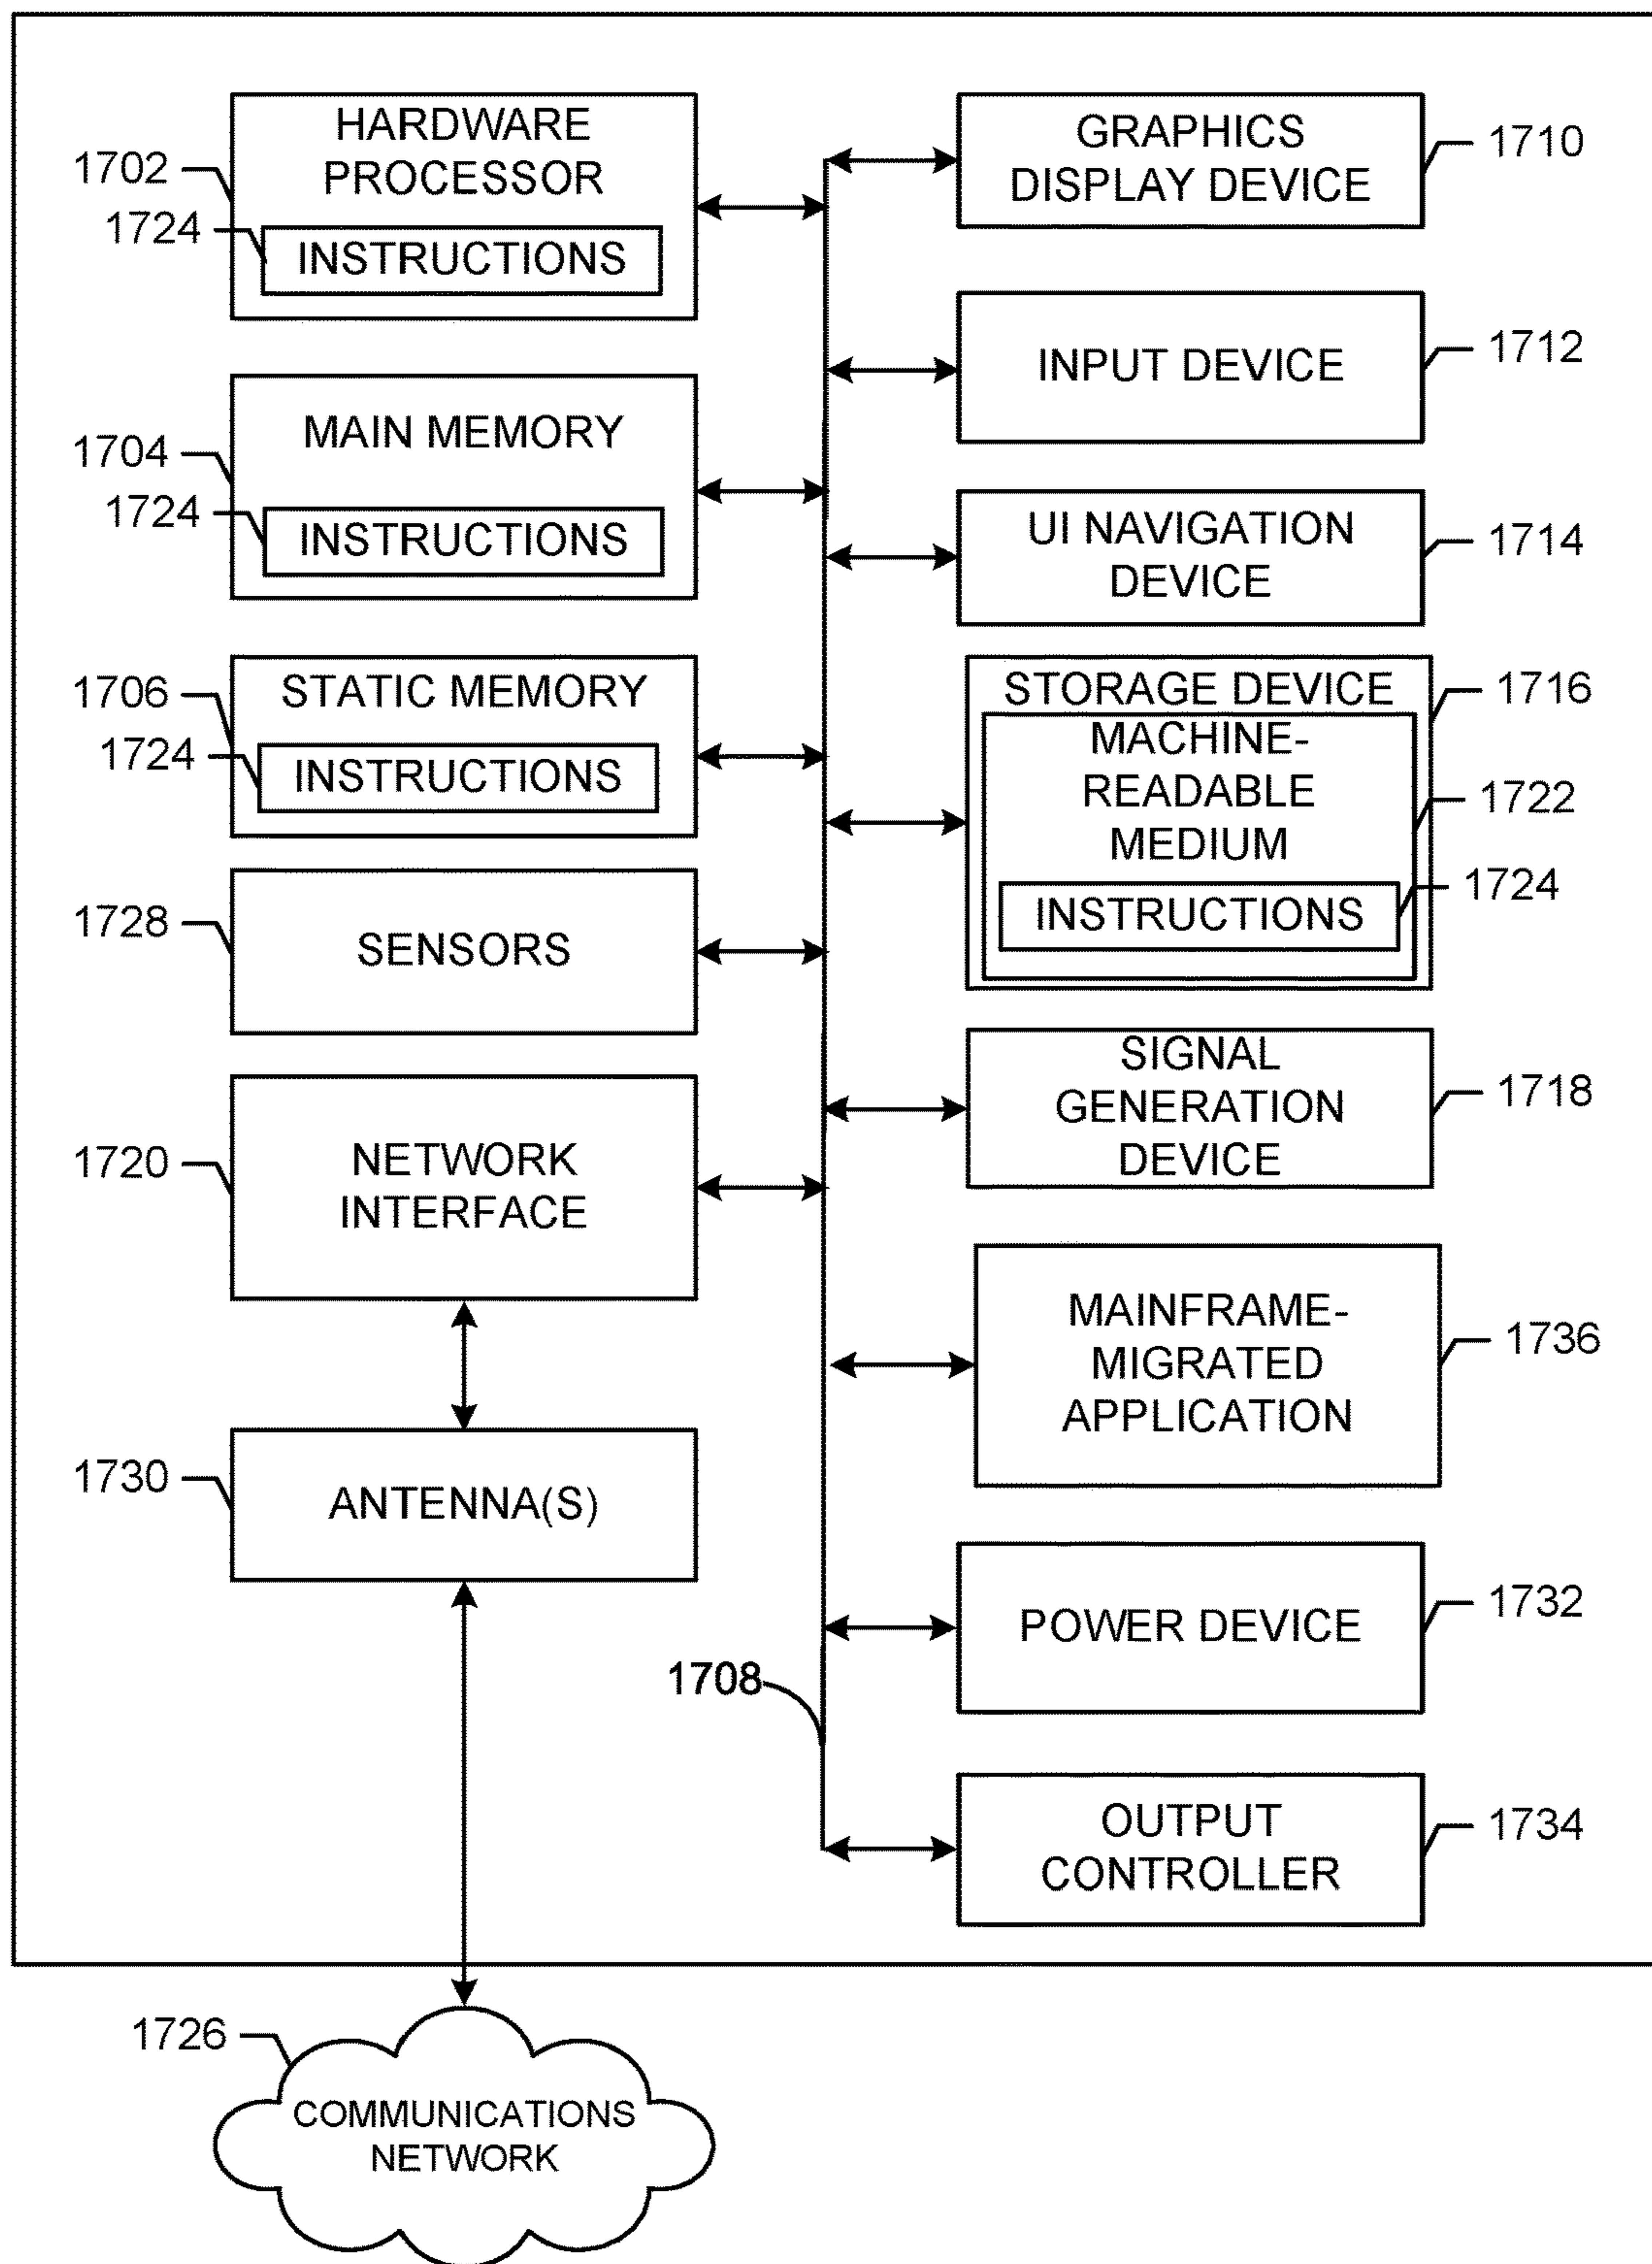 HARDWARE
PROCESSOR
1702
1724
INSTRUCTIONS
MAIN MEMORY
1704
1724
INSTRUCTIONS
STATIC MEMORY
1706
1724
INSTRUCTIONS
1728
SENSORS
1720
NETWORK
INTERFACE
1730
ANTENNA(S)
1708
GRAPHICS
DISPLAY DEVICE
1710
INPUT DEVICE
1712
UI NAVIGATION
DEVICE
1714
STORAGE DEVICE
1716
MACHINE-
READABLE
MEDIUM
1722
INSTRUCTIONS
1724
SIGNAL
GENERATION
DEVICE
1718
MAINFRAME-
MIGRATED
APPLICATION
1736
POWER DEVICE
1732
OUTPUT
CONTROLLER
1734
1726
COMMUNICATIONS
NETWORK